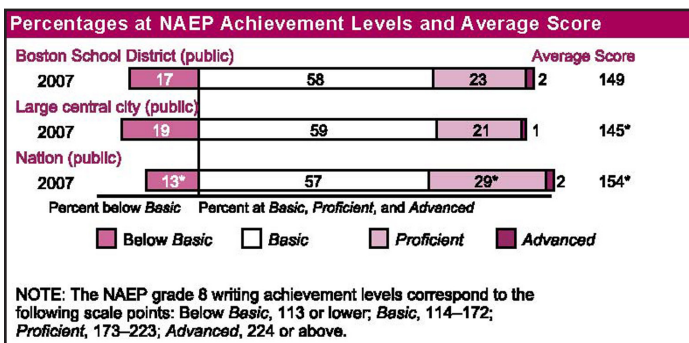 Percentages at NAEP Achievement Levels and Average Score
Boston School District (public) Average Score
2007 17 58 23 2 149
Large central city (public)
2007 19 59 21 1 145*
Nation (public)
2007 13* 57 29* 2 154*
Percent below Basic Percent at Basic, Proficient, and Advanced
Below Basic Basic Proficient Advanced
NOTE: The NAEP grade 8 writing achievement levels correspond to the
following scale points: Below Basic, 113 or lower; Basic, 114–172;
Proficient, 173–223; Advanced, 224 or above.